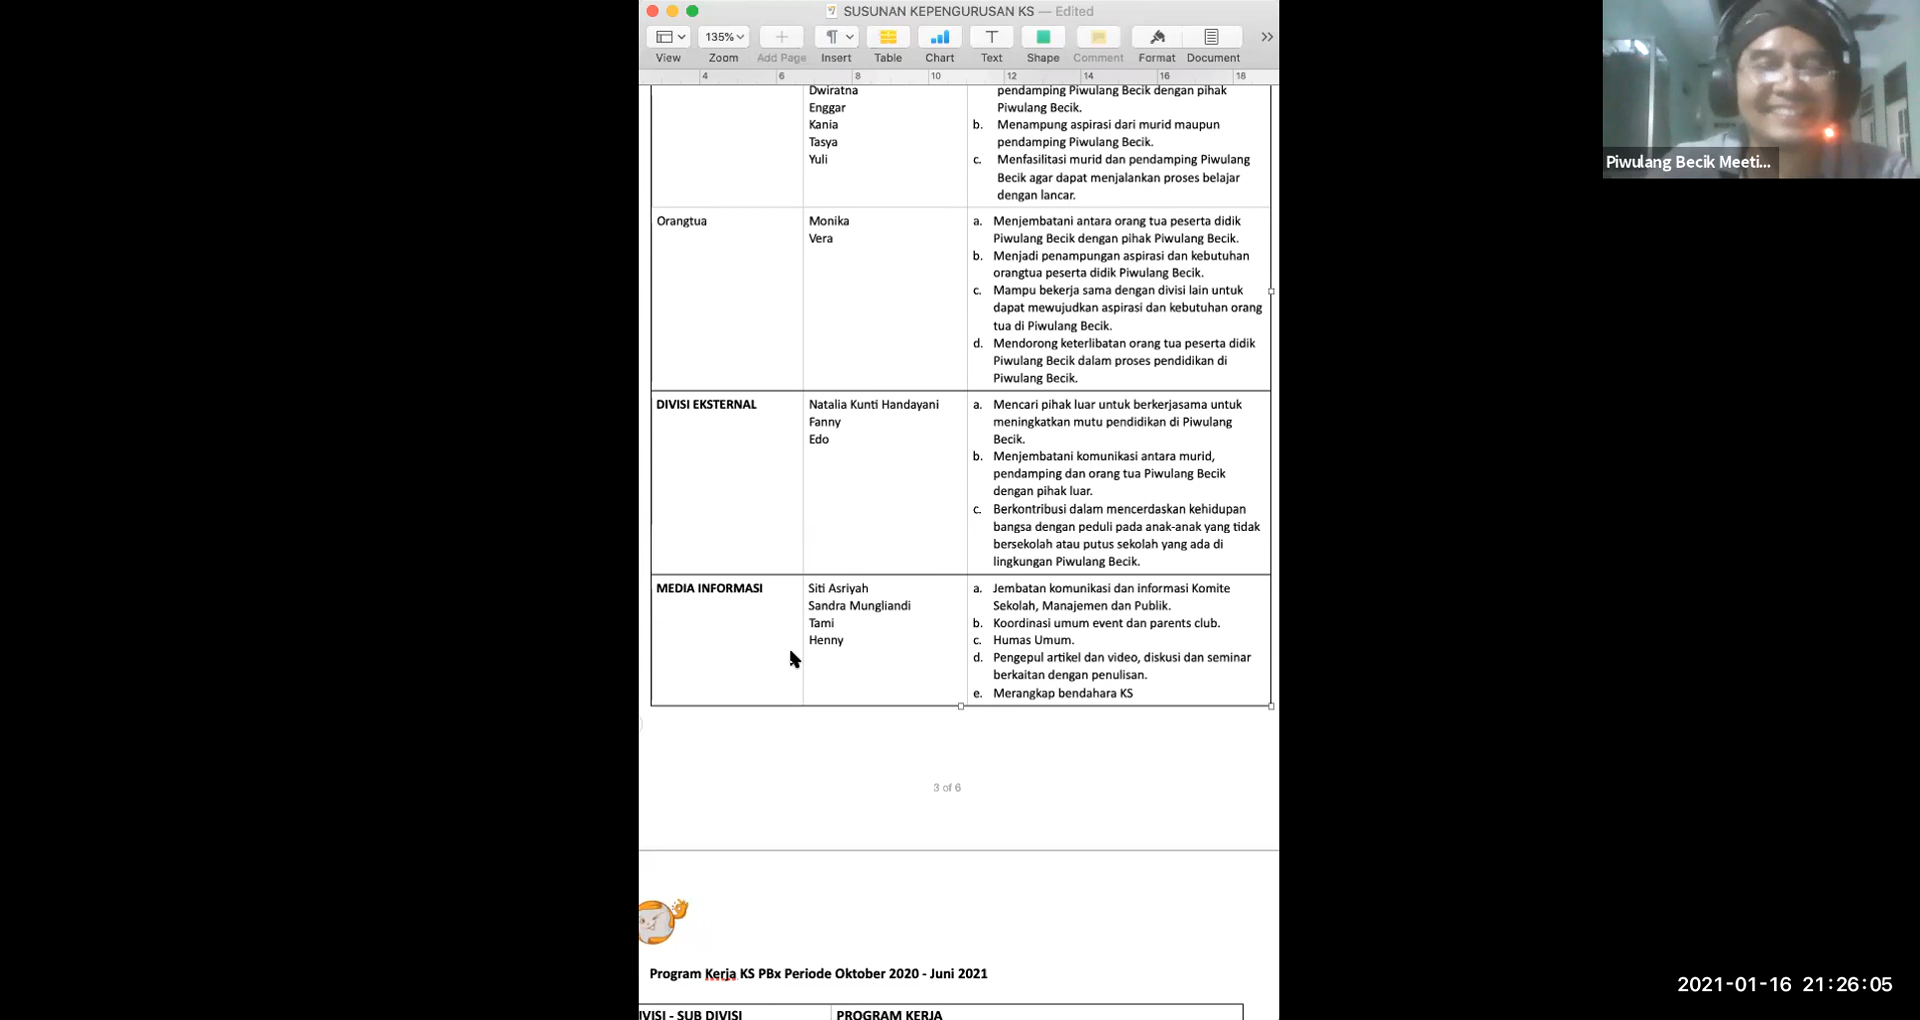 SUSUNAN KEPENGURUSAN KS — Edited
135%
View
Zoom
Add Page
Insert
Table
Chart
Text
Shape
Comment
Format
Document
4 6 8 10 12 14 16 18
Dwiratna
Enggar
Kania
Tasya
Yuli
pendamping Piwulang Becik dengan pihak
Piwulang Becik.
b. Menampung aspirasi dari murid maupun
pendamping Piwulang Becik.
c. Menfasilitasi murid dan pendamping Piwulang
Becik agar dapat menjalankan proses belajar
dengan lancar.
Orangtua
Monika
Vera
a. Menjembatani antara orang tua peserta didik
Piwulang Becik dengan pihak Piwulang Becik.
b. Menjadi penampungan aspirasi dan kebutuhan
orangtua peserta didik Piwulang Becik.
c. Mampu bekerja sama dengan divisi lain untuk
dapat mewujudkan aspirasi dan kebutuhan orang
tua di Piwulang Becik.
d. Mendorong keterlibatan orang tua peserta didik
Piwulang Becik dalam proses pendidikan di
Piwulang Becik.
DIVISI EKSTERNAL
Natalia Kunti Handayani
Fanny
Edo
a. Mencari pihak luar untuk berkerjasama untuk
meningkatkan mutu pendidikan di Piwulang
Becik.
b. Menjembatani komunikasi antara murid,
pendamping dan orang tua Piwulang Becik
dengan pihak luar.
c. Berkontribusi dalam mencerdaskan kehidupan
bangsa dengan peduli pada anak-anak yang tidak
bersekolah atau putus sekolah yang ada di
lingkungan Piwulang Becik.
MEDIA INFORMASI
Siti Asriyah
Sandra Mungliandi
Tami
Henny
a. Jembatan komunikasi dan informasi Komite
Sekolah, Manajemen dan Publik.
b. Koordinasi umum event dan parents club.
c. Humas Umum.
d. Pengepul artikel dan video, diskusi dan seminar
berkaitan dengan penulisan.
e. Merangkap bendahara KS
3 of 6
Program Kerja KS PBx Periode Oktober 2020 - Juni 2021
IVISI - SUB DIVISI
PROGRAM KERJA
Piwulang Becik Meeti...
2021-01-16 21:26:05